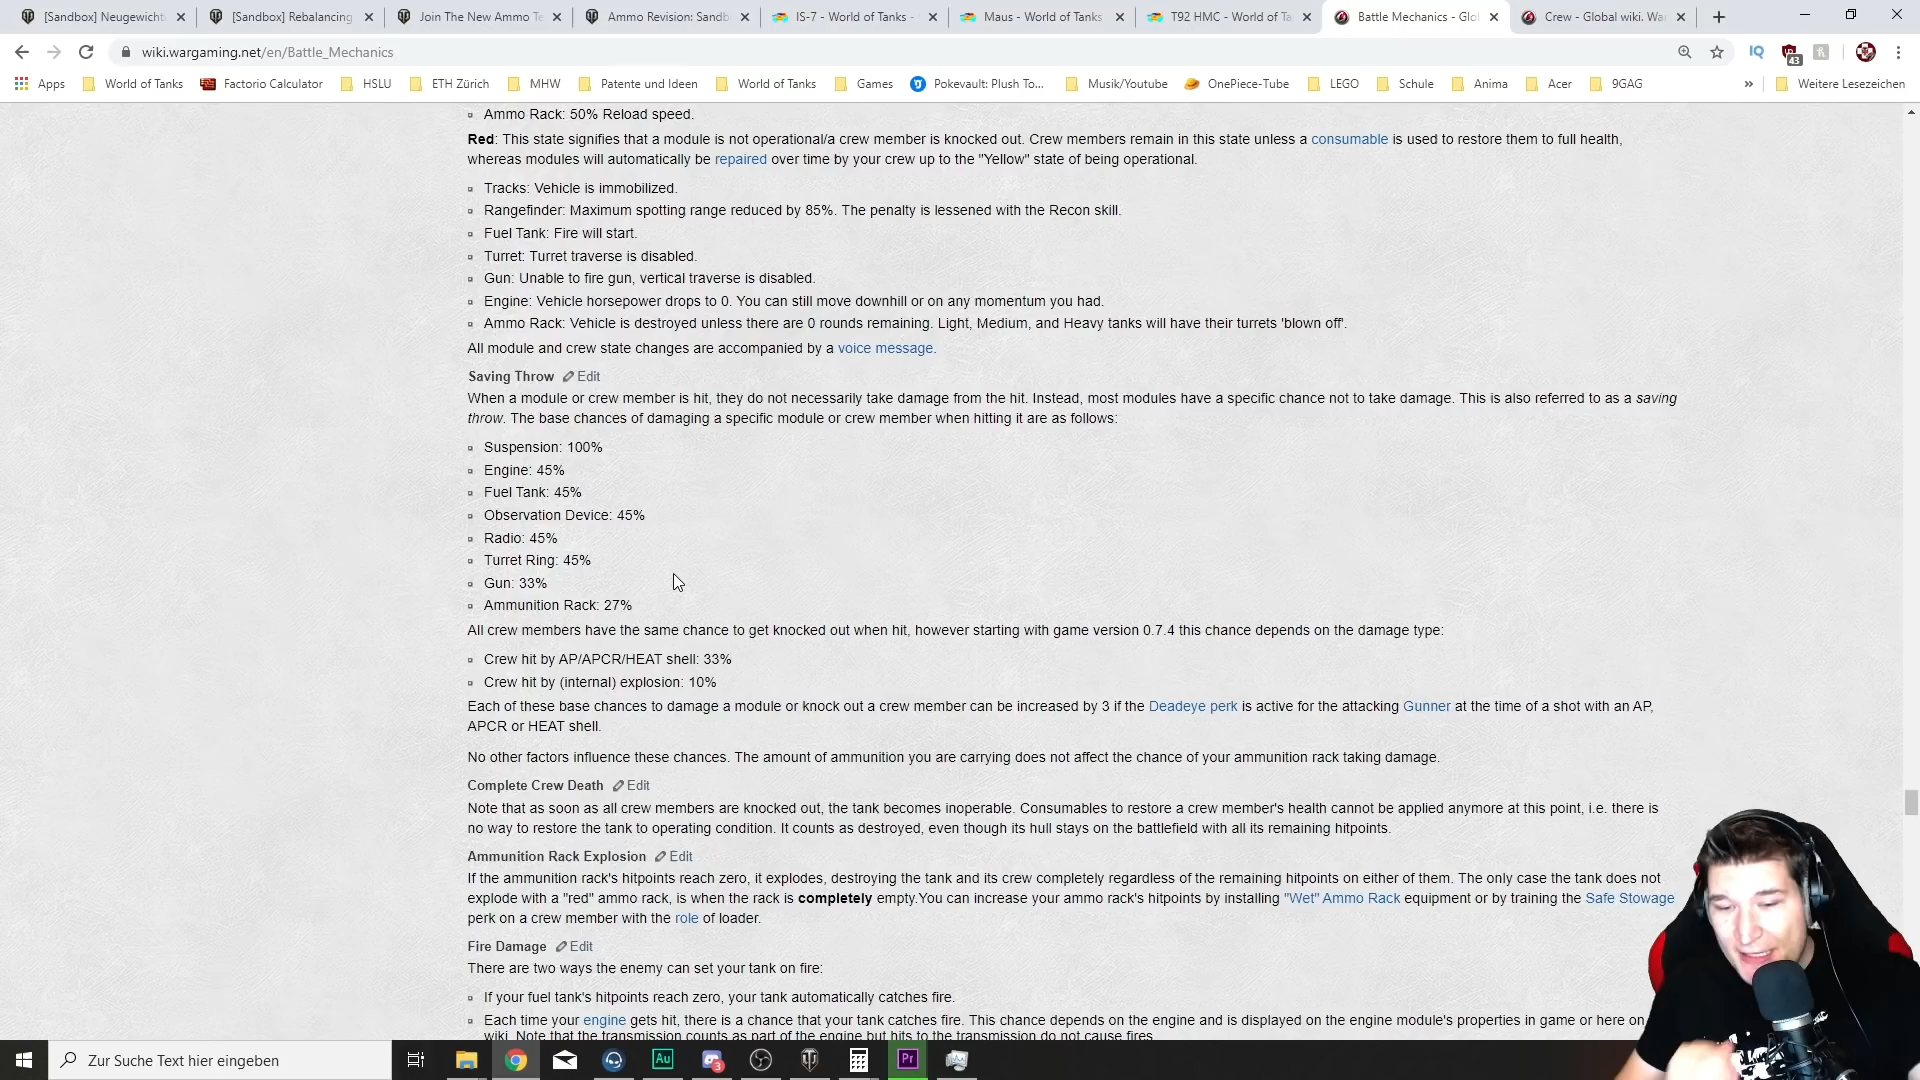 [Sandbox] Neugewicht
[Sandbox] Rebalancing
Join The New Ammo Te
Ammo Revision: Sandb
IS-7 - World of Tanks -
Maus - World of Tanks
T92 HMC - World of Ta
Battle Mechanics - Glo
Crew - Global wiki. Wa
wiki.wargaming.net/en/Battle_Mechanics
IQ
43
Apps
World of Tanks
Factorio Calculator
HSLU
ETH Zürich
MHW
Patente und Ideen
World of Tanks
Games
Pokevault: Plush To...
Musik/Youtube
OnePiece-Tube
LEGO
Schule
Anima
Acer
9GAG
»
Weitere Lesezeichen
Ammo Rack: 50% Reload speed.
Red: This state signifies that a module is not operational/a crew member is knocked out. Crew members remain in this state unless a consumable is used to restore them to full health,
whereas modules will automatically be repaired over time by your crew up to the "Yellow" state of being operational.
Tracks: Vehicle is immobilized.
Rangefinder: Maximum spotting range reduced by 85%. The penalty is lessened with the Recon skill.
Fuel Tank: Fire will start.
Turret: Turret traverse is disabled.
Gun: Unable to fire gun, vertical traverse is disabled.
Engine: Vehicle horsepower drops to 0. You can still move downhill or on any momentum you had.
Ammo Rack: Vehicle is destroyed unless there are 0 rounds remaining. Light, Medium, and Heavy tanks will have their turrets 'blown off'.
All module and crew state changes are accompanied by a voice message.
Saving Throw Edit
When a module or crew member is hit, they do not necessarily take damage from the hit. Instead, most modules have a specific chance not to take damage. This is also referred to as a saving
throw. The base chances of damaging a specific module or crew member when hitting it are as follows:
Suspension: 100%
Engine: 45%
Fuel Tank: 45%
Observation Device: 45%
Radio: 45%
Turret Ring: 45%
Gun: 33%
Ammunition Rack: 27%
All crew members have the same chance to get knocked out when hit, however starting with game version 0.7.4 this chance depends on the damage type:
Crew hit by AP/APCR/HEAT shell: 33%
Crew hit by (internal) explosion: 10%
Each of these base chances to damage a module or knock out a crew member can be increased by 3 if the Deadeye perk is active for the attacking Gunner at the time of a shot with an AP,
APCR or HEAT shell.
No other factors influence these chances. The amount of ammunition you are carrying does not affect the chance of your ammunition rack taking damage.
Complete Crew Death Edit
Note that as soon as all crew members are knocked out, the tank becomes inoperable. Consumables to restore a crew member's health cannot be applied anymore at this point, i.e. there is
no way to restore the tank to operating condition. It counts as destroyed, even though its hull stays on the battlefield with all its remaining hitpoints.
Ammunition Rack Explosion Edit
If the ammunition rack's hitpoints reach zero, it explodes, destroying the tank and its crew completely regardless of the remaining hitpoints on either of them. The only case the tank does not
explode with a "red" ammo rack, is when the rack is completely empty.You can increase your ammo rack's hitpoints by installing "Wet" Ammo Rack equipment or by training the Safe Stowage
perk on a crew member with the role of loader.
Fire Damage Edit
There are two ways the enemy can set your tank on fire:
If your fuel tank's hitpoints reach zero, your tank automatically catches fire.
Each time your engine gets hit, there is a chance that your tank catches fire. This chance depends on the engine and is displayed on the engine module's properties in game or here on
wiki. Note that the transmission counts as part of the engine but hits to the transmission do not cause fires.
Zur Suche Text hier eingeben
Au
3
Pr